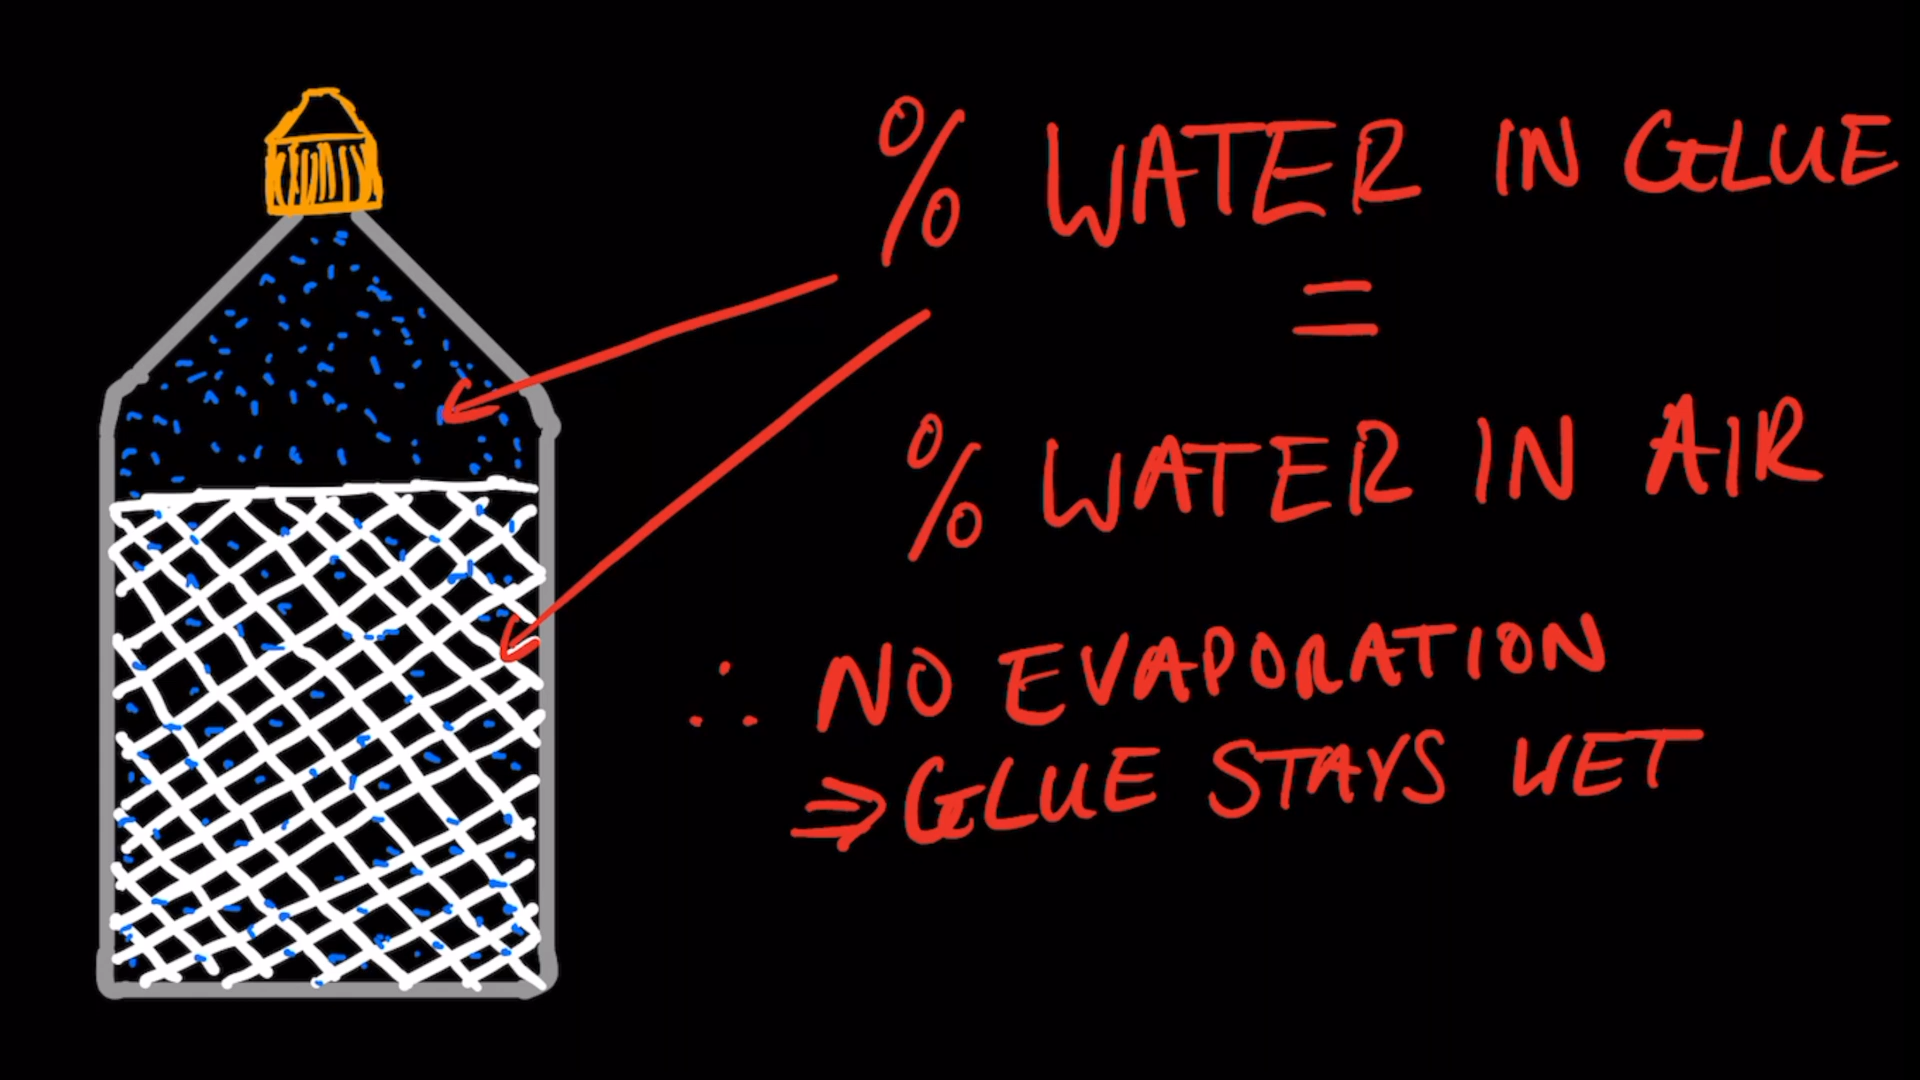 % WATER IN GLUE
=
% WATER IN AIR
∴ NO EVAPORATION
⇒ GLUE STAYS WET